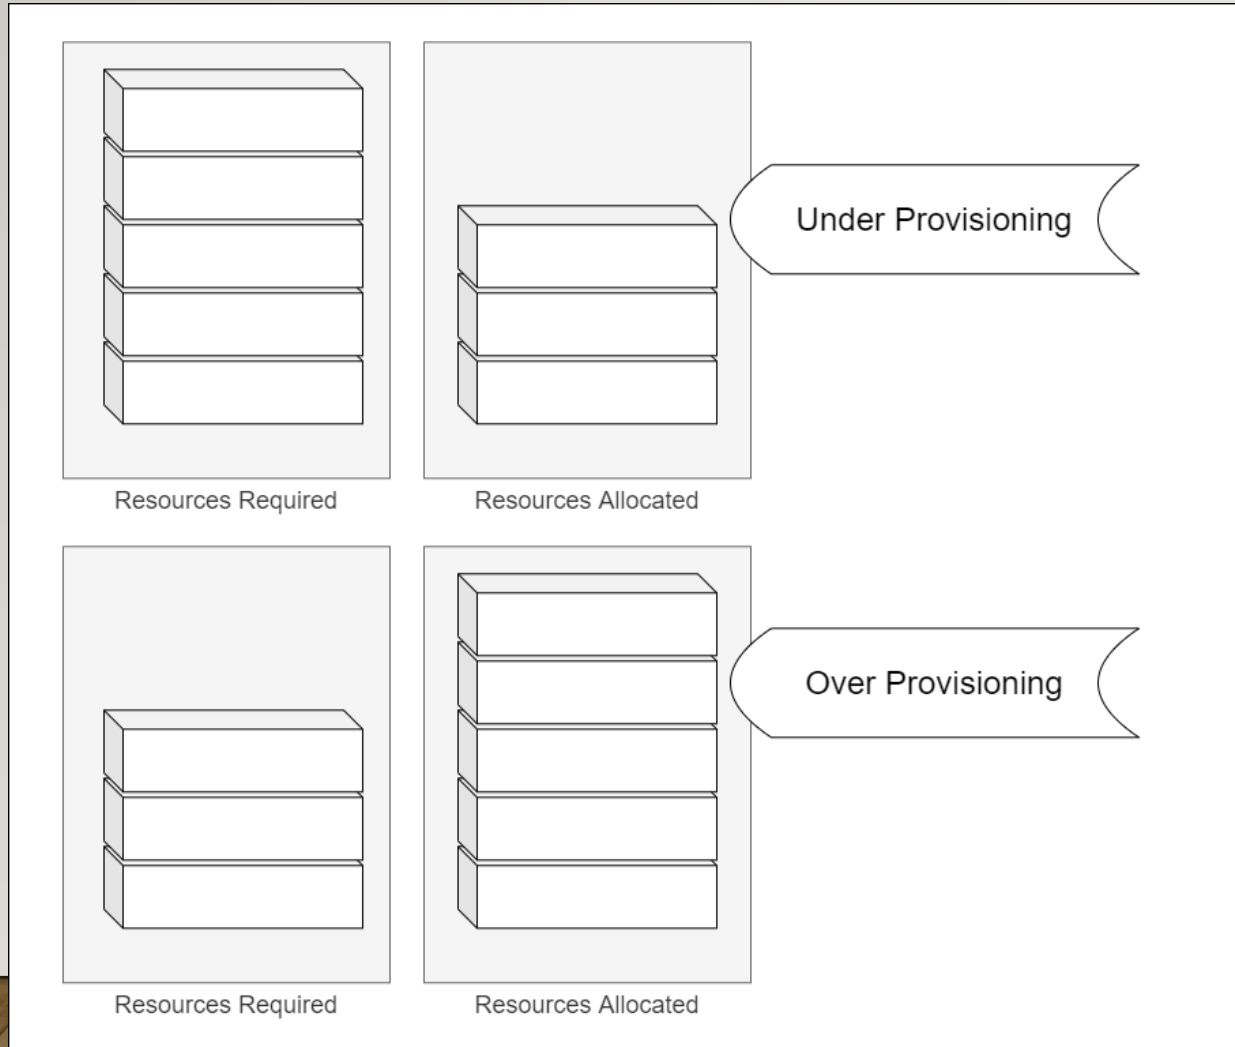 Under Provisioning
Resources Required
Resources Allocated
Over Provisioning
Resources Required
Resources Allocated